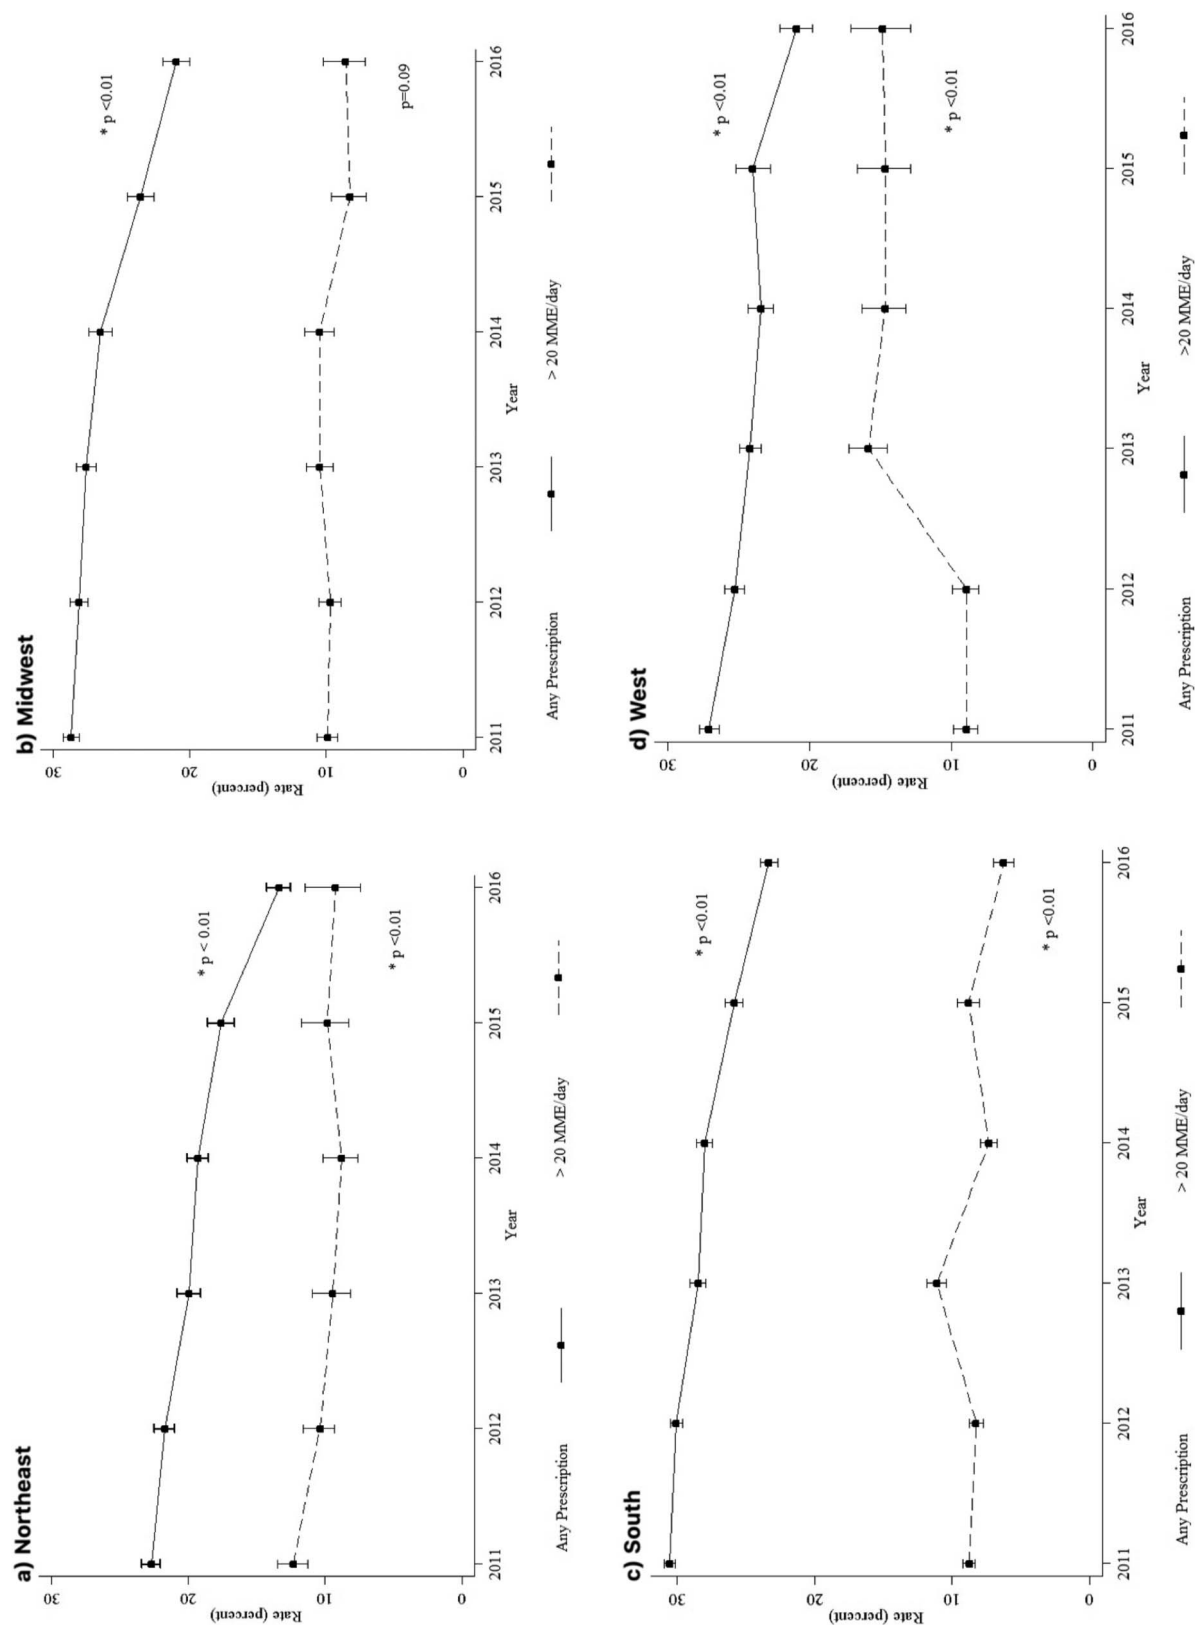 a) Northeast
Rate (percent)
30
20
10
0
* p < 0.01
* p <0.01
2011 2012 2013 2014 2015 2016
Year
Any Prescription > 20 MME/day
b) Midwest
Rate (percent)
30
20
10
0
* p <0.01
p=0.09
2011 2012 2013 2014 2015 2016
Year
Any Prescription > 20 MME/day
c) South
Rate (percent)
30
20
10
0
* p <0.01
* p <0.01
2011 2012 2013 2014 2015 2016
Year
Any Prescription > 20 MME/day
d) West
Rate (percent)
30
20
10
0
* p <0.01
* p <0.01
2011 2012 2013 2014 2015 2016
Year
Any Prescription >20 MME/day